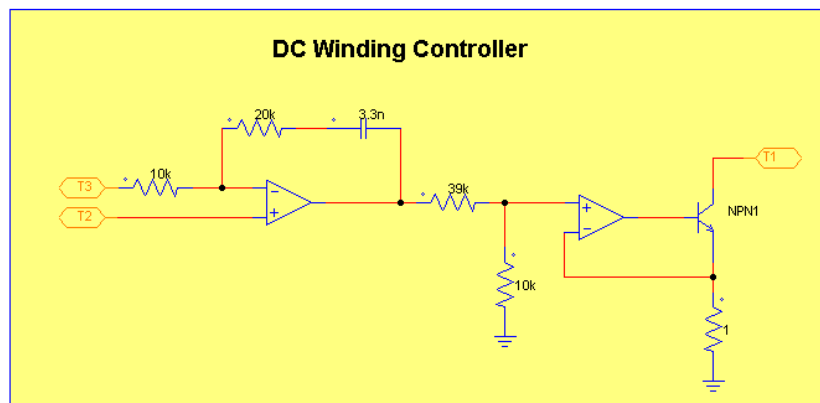 DC Winding Controller
20k
3.3n
T3
10k
T2
39k
10k
T1
NPN1
1